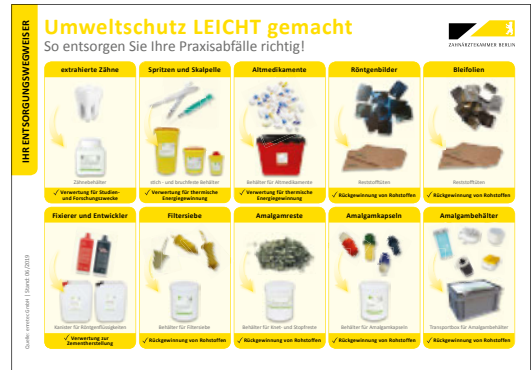 IHR ENTSORGUNGSWEGWEISER
Umweltschutz LEICHT gemacht
So entsorgen Sie Ihre Praxisabfälle richtig!
ZAHNÄRZTEKAMMER BERLIN
extrahierte Zähne
Zähnebehälter
✓ Verwertung für Studien-
und Forschungszwecke
Spritzen und Skalpelle
stich - und bruchfeste Behälter
✓ Verwertung für thermische
Energiegewinnung
Altmedikamente
Behälter für Altmedikamente
✓ Verwertung für thermische
Energiegewinnung
Röntgenbilder
Reststofftüten
✓ Rückgewinnung von Rohstoffen
Bleifolien
Reststofftüten
✓ Rückgewinnung von Rohstoffen
Fixierer und Entwickler
Kanister für Röntgenflüssigkeiten
✓ Verwertung zur
Zementherstellung
Filtersiebe
Behälter für Filtersiebe
✓ Rückgewinnung von Rohstoffen
Amalgamreste
Behälter für Knet- und Stopfreste
✓ Rückgewinnung von Rohstoffen
Amalgamkapseln
Behälter für Amalgamkapseln
✓ Rückgewinnung von Rohstoffen
Amalgambehälter
Transportbox für Amalgambehälter
✓ Rückgewinnung von Rohstoffen